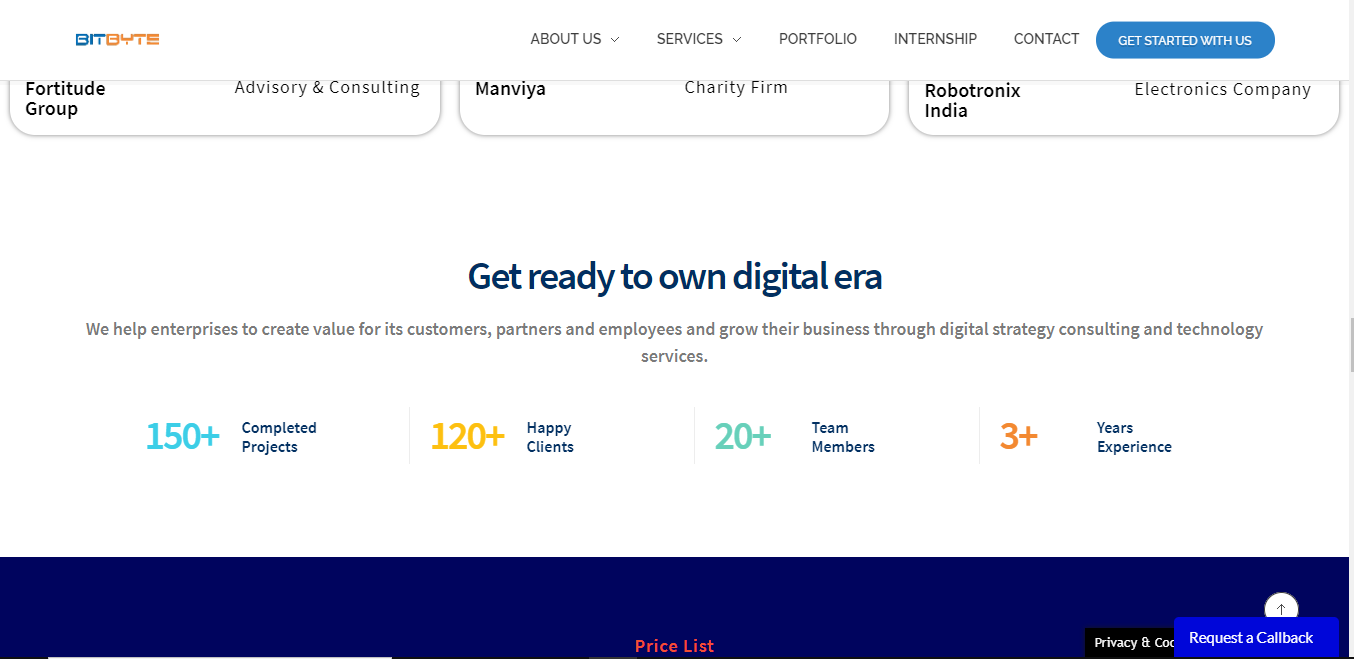 BITBYTE
ABOUT US
SERVICES
PORTFOLIO
INTERNSHIP
CONTACT
GET STARTED WITH US
Fortitude
Group
Advisory & Consulting
Manviya
Charity Firm
Robotronix
India
Electronics Company
Get ready to own digital era
We help enterprises to create value for its customers, partners and employees and grow their business through digital strategy consulting and technology
services.
150+
Completed
Projects
120+
Happy
Clients
20+
Team
Members
3+
Years
Experience
Price List
Privacy & Coo
Request a Callback